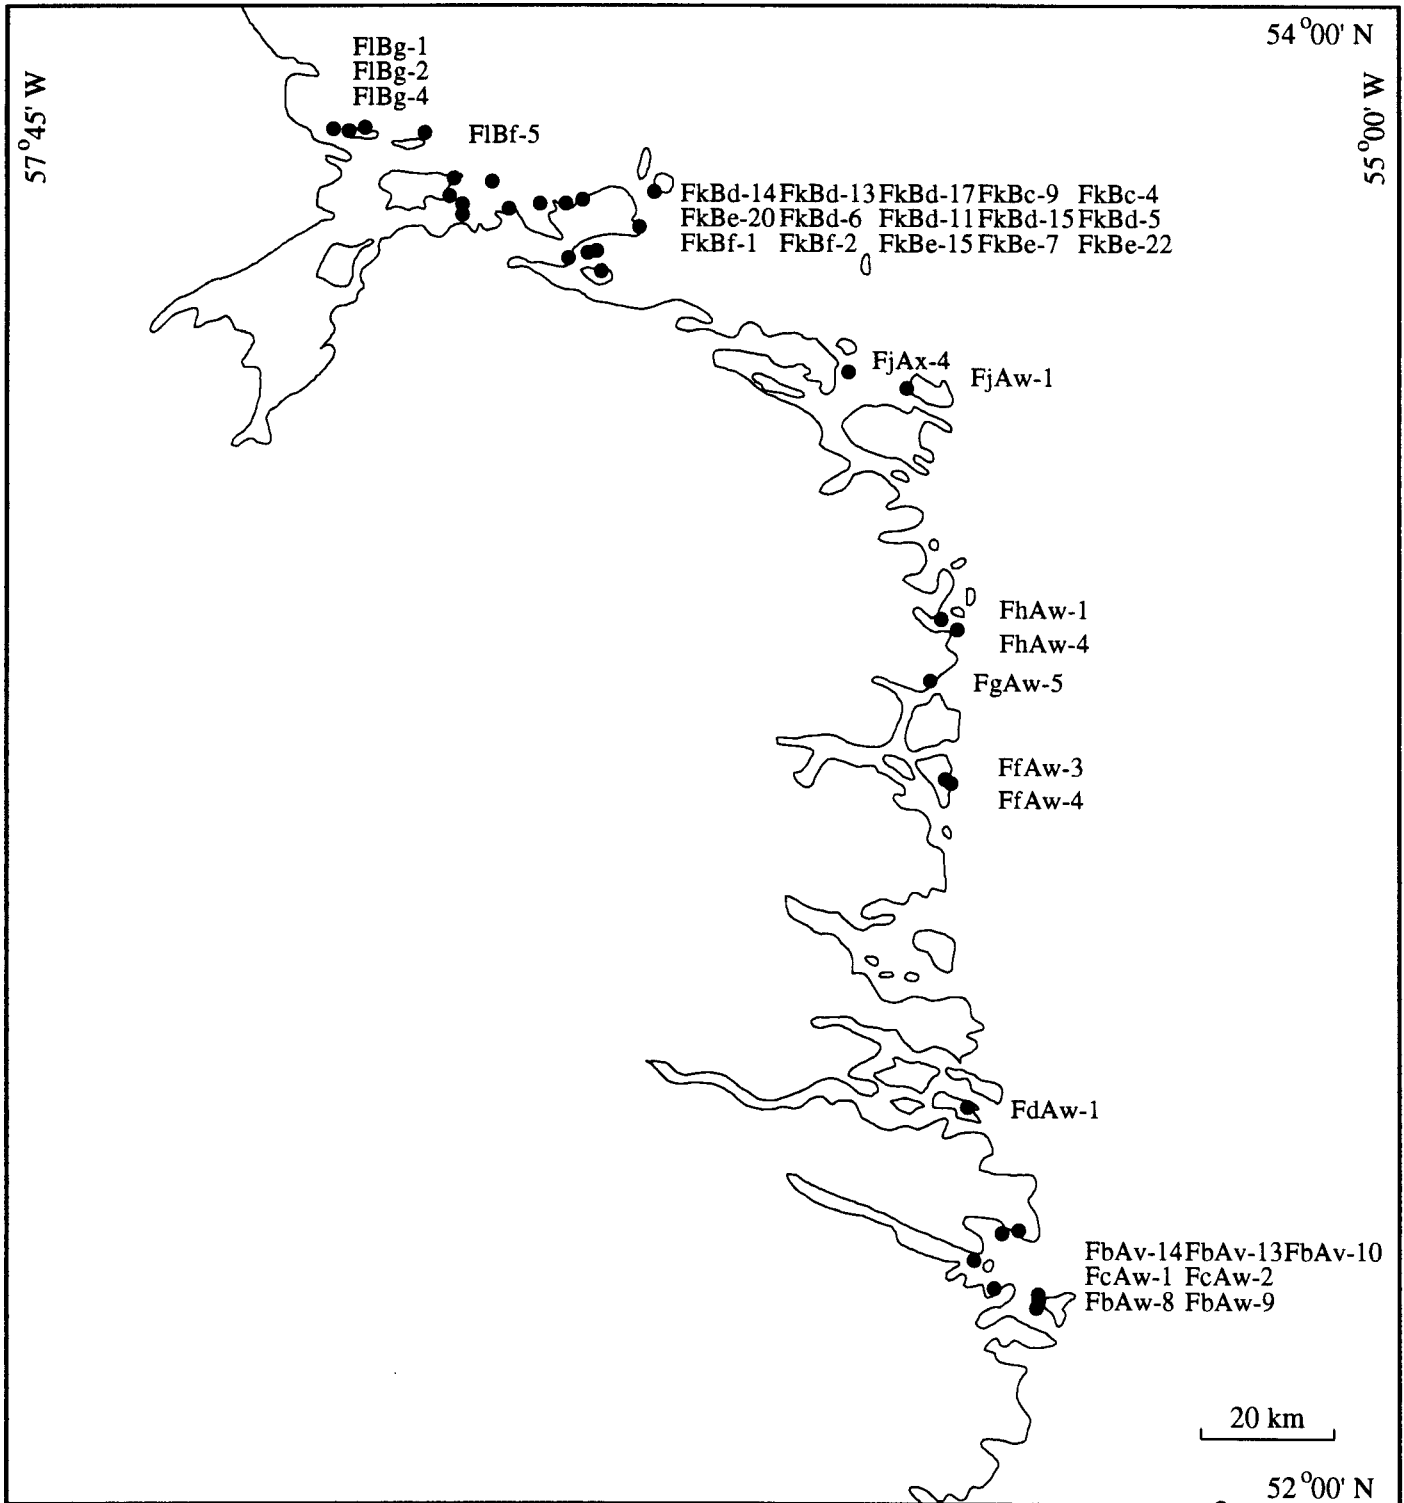 54°00' N
57°45' W
55°00' W
FlBg-1
FlBg-2
FlBg-4
FlBf-5
FkBd-14 FkBd-13 FkBd-17 FkBc-9 FkBc-4
FkBe-20 FkBd-6 FkBd-11 FkBd-15 FkBd-5
FkBf-1 FkBf-2 FkBe-15 FkBe-7 FkBe-22
FjAx-4
FjAw-1
FhAw-1
FhAw-4
FgAw-5
FfAw-3
FfAw-4
FdAw-1
FbAv-14 FbAv-13 FbAv-10
FcAw-1 FcAw-2
FbAw-8 FbAw-9
20 km
52°00' N